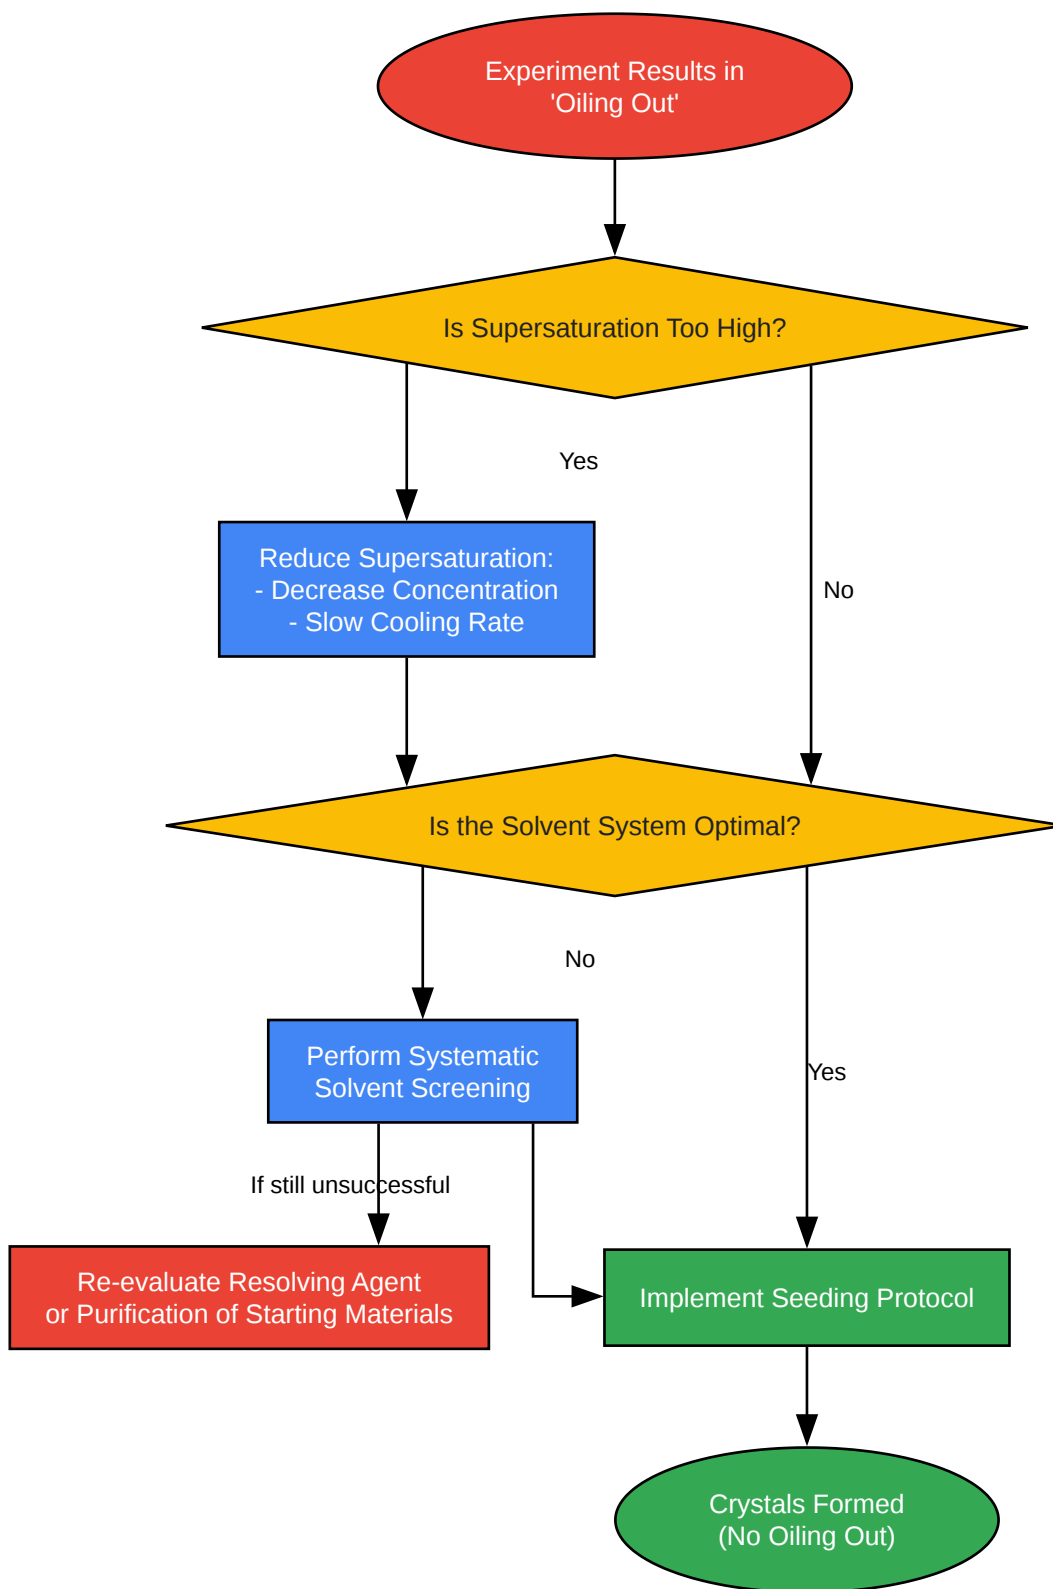 Experiment Results in
'Oiling Out'
Is Supersaturation Too High?
Yes
Reduce Supersaturation:
- Decrease Concentration
- Slow Cooling Rate
No
Is the Solvent System Optimal?
No
Perform Systematic
Solvent Screening
Yes
If still unsuccessful
Re-evaluate Resolving Agent
or Purification of Starting Materials
Implement Seeding Protocol
Crystals Formed
(No Oiling Out)